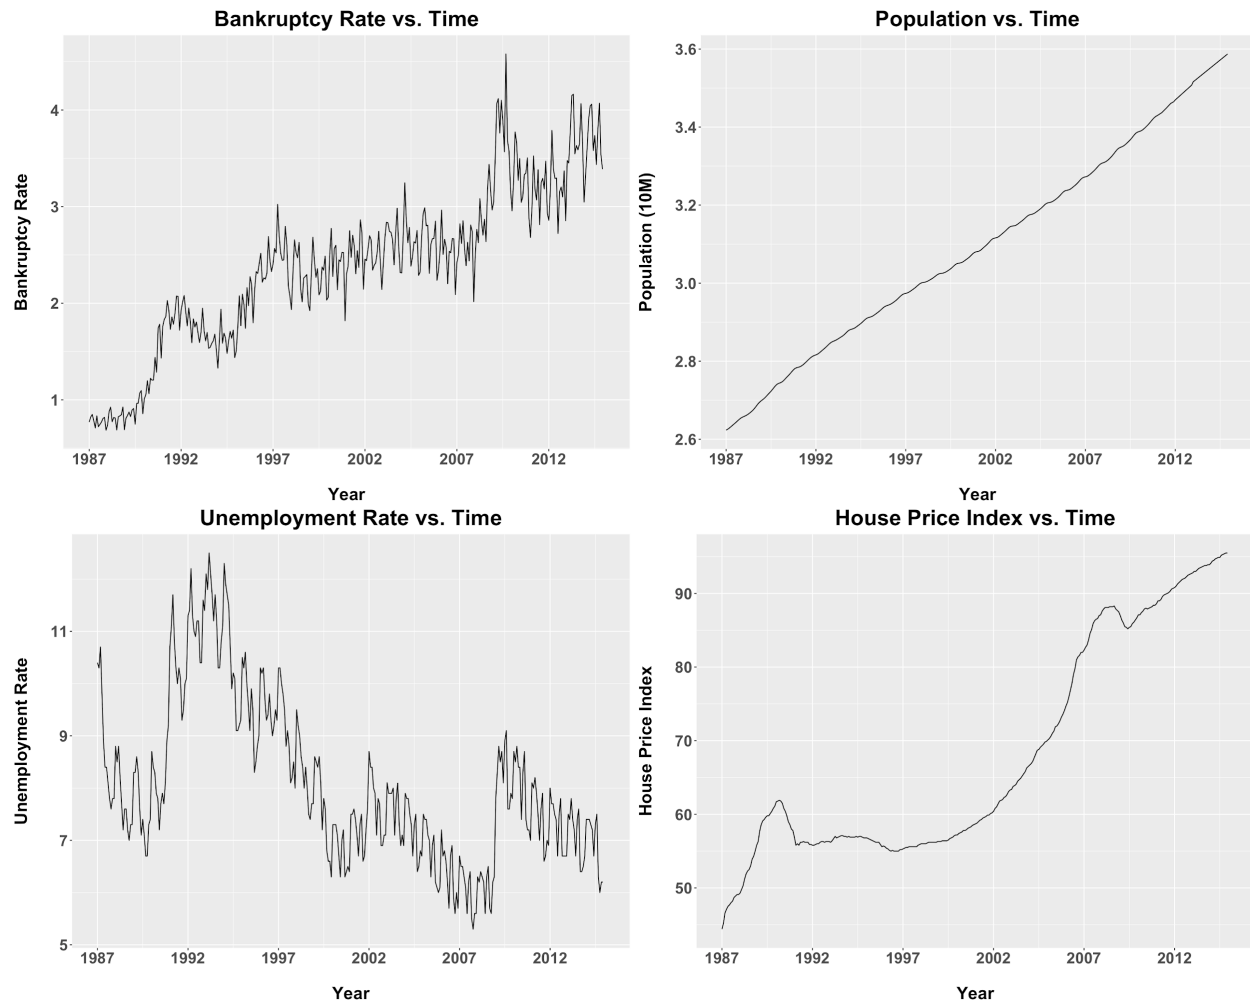 Bankruptcy Rate vs. Time
Bankruptcy Rate
4
3
2
1
1987 1992 1997 2002 2007 2012
Year
Population vs. Time
Population (10M)
3.6
3.4
3.2
3.0
2.8
2.6
1987 1992 1997 2002 2007 2012
Year
Unemployment Rate vs. Time
Unemployment Rate
11
9
7
5
1987 1992 1997 2002 2007 2012
Year
House Price Index vs. Time
House Price Index
90
80
70
60
50
1987 1992 1997 2002 2007 2012
Year